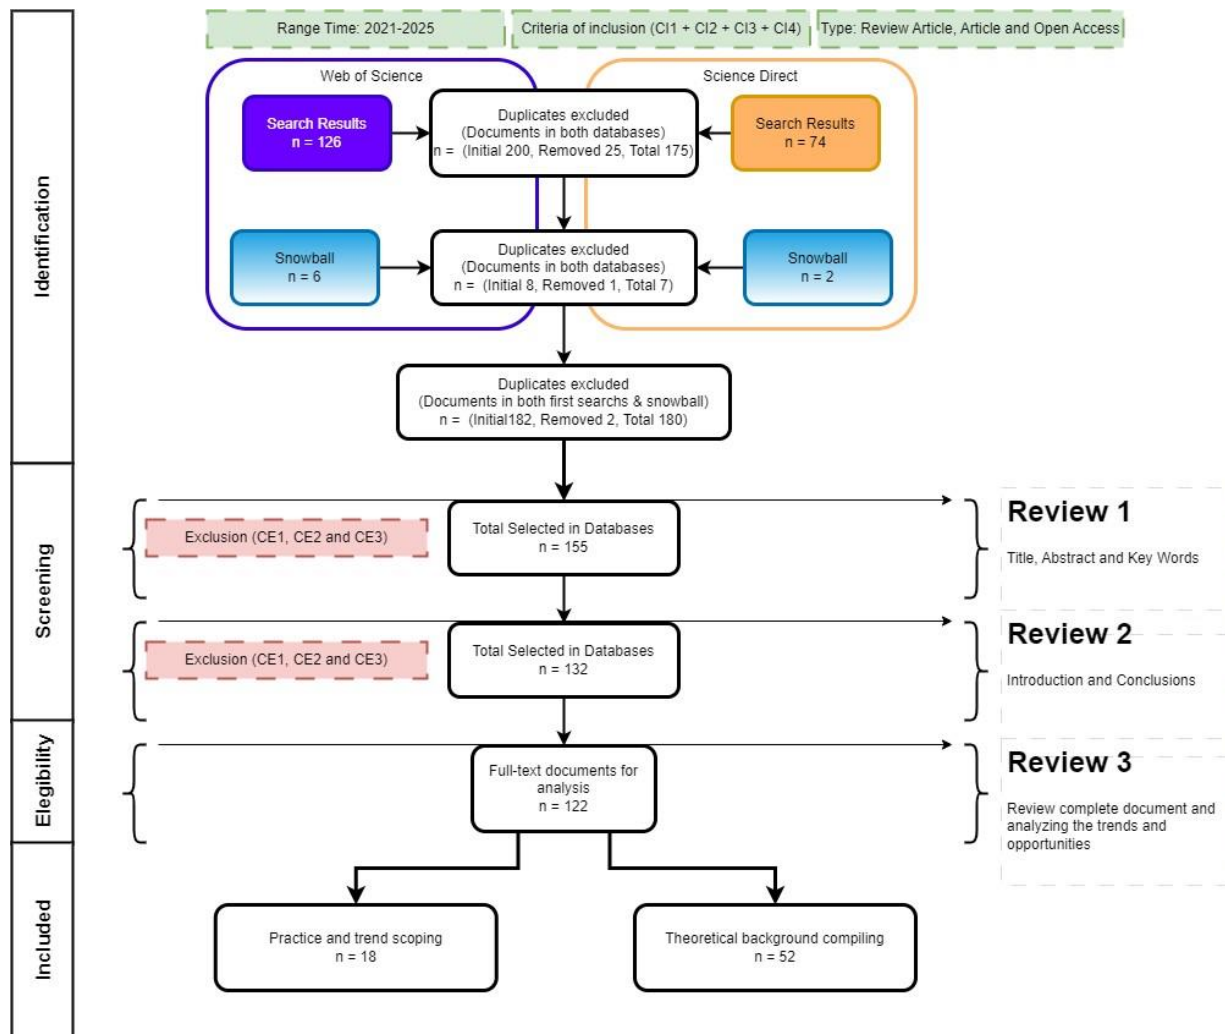 Range Time: 2021-2025
Criteria of inclusion (CI1 + CI2 + CI3 + CI4)
Type: Review Article, Article and Open Access
Identification
Web of Science
Science Direct
Search Results
n = 126
Duplicates excluded
(Documents in both databases)
n =  (Initial 200, Removed 25, Total 175)
Search Results
n = 74
Snowball
n = 6
Duplicates excluded
(Documents in both databases)
n =  (Initial 8, Removed 1, Total 7)
Snowball
n = 2
Duplicates excluded
(Documents in both first searchs & snowball)
n =  (Initial182, Removed 2, Total 180)
Screening
Exclusion (CE1, CE2 and CE3)
Total Selected in Databases
n = 155
Review 1
Title, Abstract and Key Words
Exclusion (CE1, CE2 and CE3)
Total Selected in Databases
n = 132
Review 2
Introduction and Conclusions
Elegibility
Full-text documents for
analysis
n = 122
Review 3
Review complete document and
analyzing the trends and
opportunities
Included
Practice and trend scoping
n = 18
Theoretical background compiling
n = 52